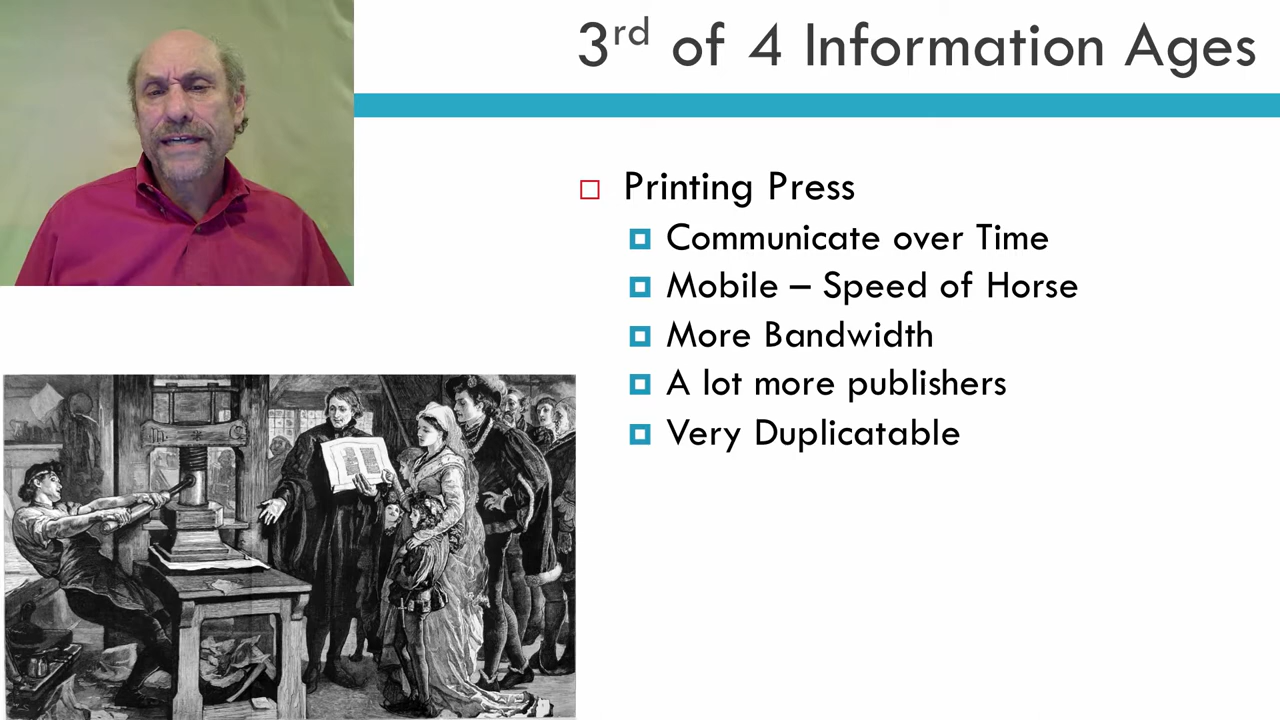 3rd of 4 Information Ages
Printing Press
Communicate over Time
Mobile – Speed of Horse
More Bandwidth
A lot more publishers
Very Duplicatable